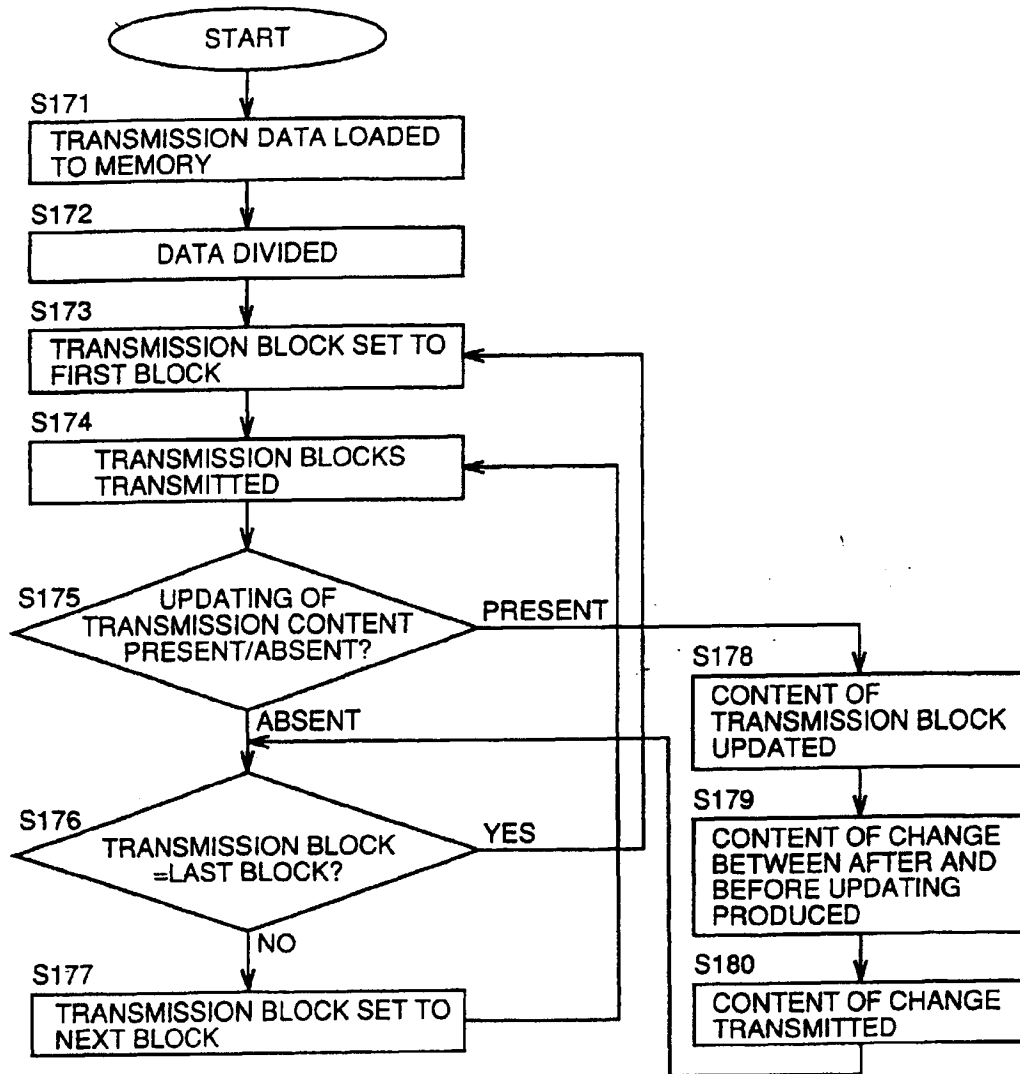 START
S171
TRANSMISSION DATA LOADED
TO MEMORY
S172
DATA DIVIDED
S173
TRANSMISSION BLOCK SET TO
FIRST BLOCK
S174
TRANSMISSION BLOCKS
TRANSMITTED
S175
UPDATING OF
TRANSMISSION CONTENT
PRESENT/ABSENT?
PRESENT
ABSENT
S176
TRANSMISSION BLOCK
=LAST BLOCK?
YES
NO
S177
TRANSMISSION BLOCK SET TO
NEXT BLOCK
S178
CONTENT OF
TRANSMISSION BLOCK
UPDATED
S179
CONTENT OF CHANGE
BETWEEN AFTER AND
BEFORE UPDATING
PRODUCED
S180
CONTENT OF CHANGE
TRANSMITTED